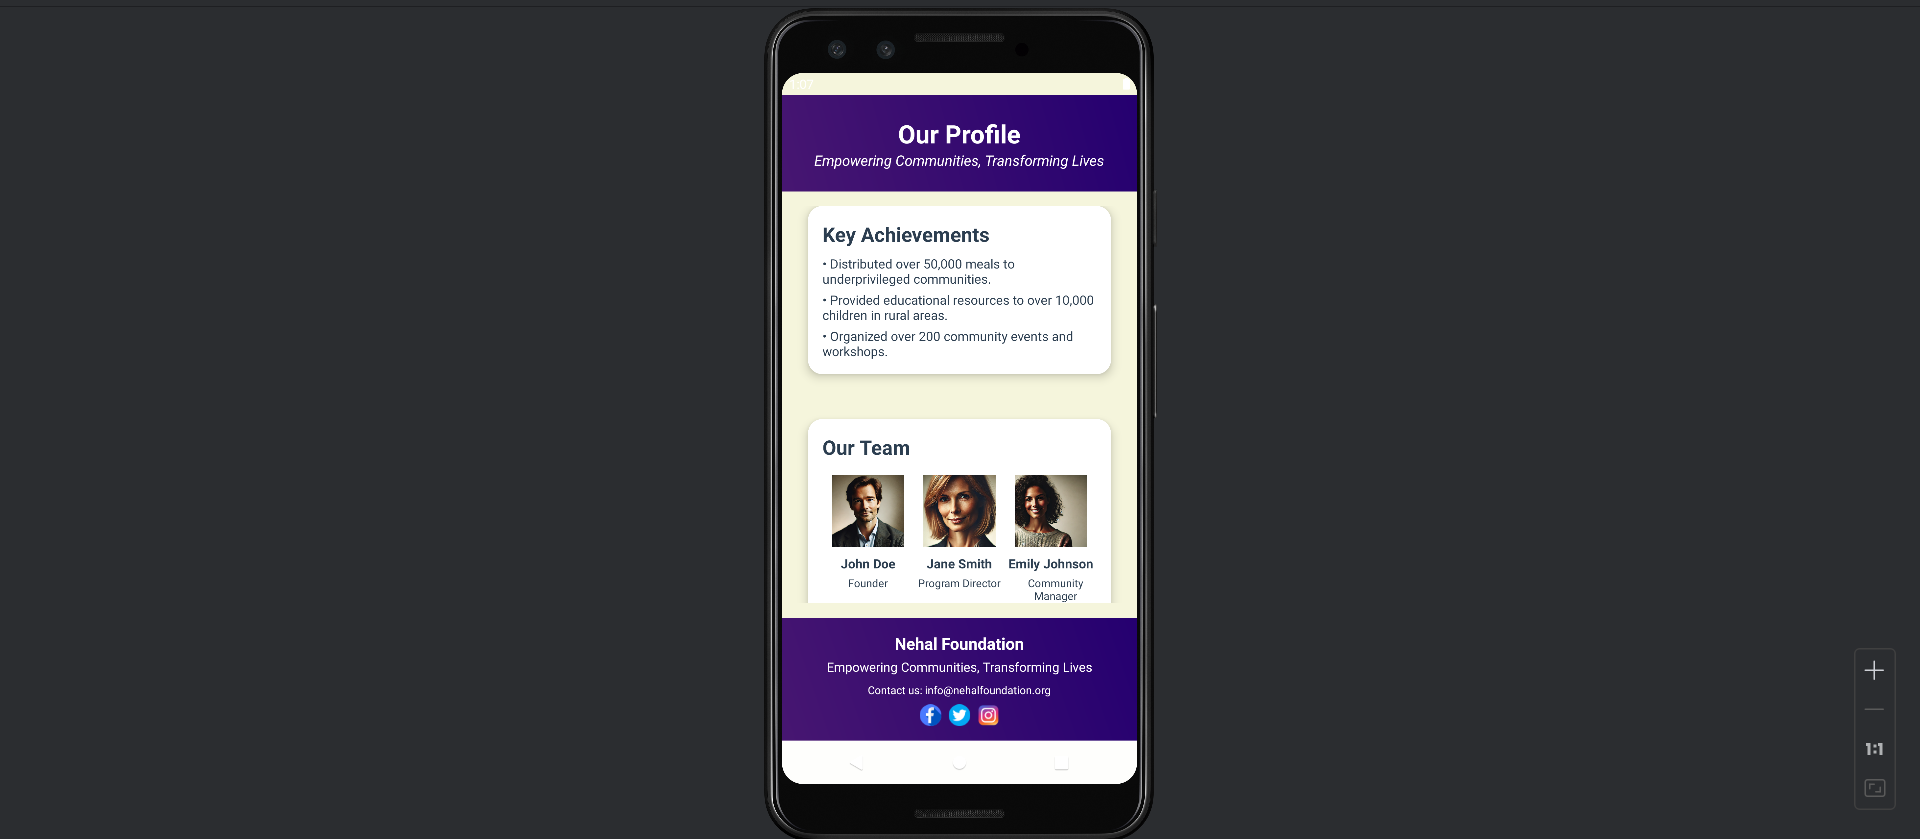 Our Profile
Empowering Communities, Transforming Lives
Key Achievements
• Distributed over 50,000 meals to
underprivileged communities.
• Provided educational resources to over 10,000
children in rural areas.
• Organized over 200 community events and
workshops.
Our Team
John Doe
Jane Smith
Emily Johnson
Founder
Program Director
Community
Manager
Nehal Foundation
Empowering Communities, Transforming Lives
Contact us: info@nehalfoundation.org
1:1